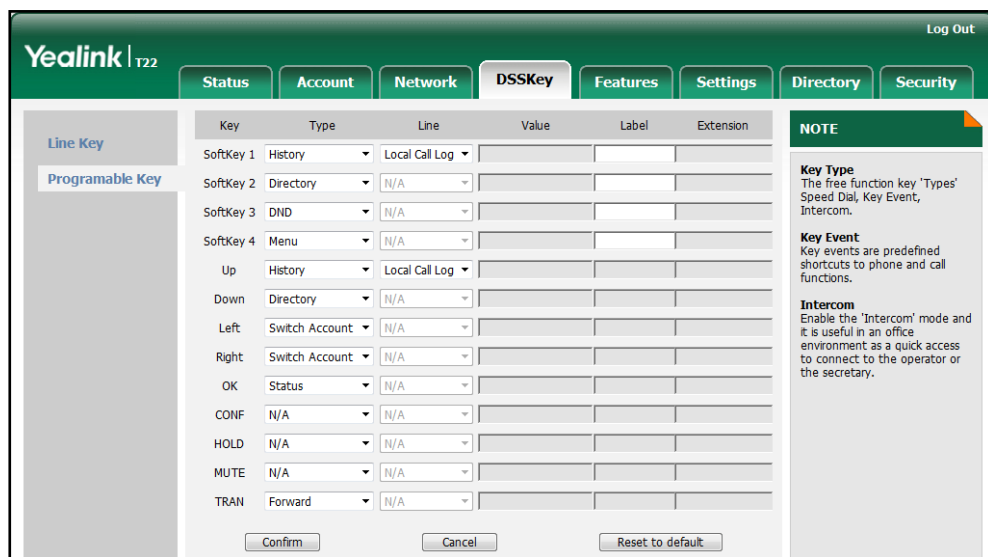 Log Out
Yealink T22
Status Account Network DSSKey Features Settings Directory Security
Line Key
Programable Key
Key Type Line Value Label Extension
SoftKey 1 History Local Call Log
SoftKey 2 Directory N/A
SoftKey 3 DND N/A
SoftKey 4 Menu N/A
Up History Local Call Log
Down Directory N/A
Left Switch Account N/A
Right Switch Account N/A
OK Status N/A
CONF N/A N/A
HOLD N/A N/A
MUTE N/A N/A
TRAN Forward N/A
Confirm Cancel Reset to default
NOTE
Key Type
The free function key 'Types'
Speed Dial, Key Event,
Intercom.
Key Event
Key events are predefined
shortcuts to phone and call
functions.
Intercom
Enable the 'Intercom' mode and
it is useful in an office
environment as a quick access
to connect to the operator or
the secretary.